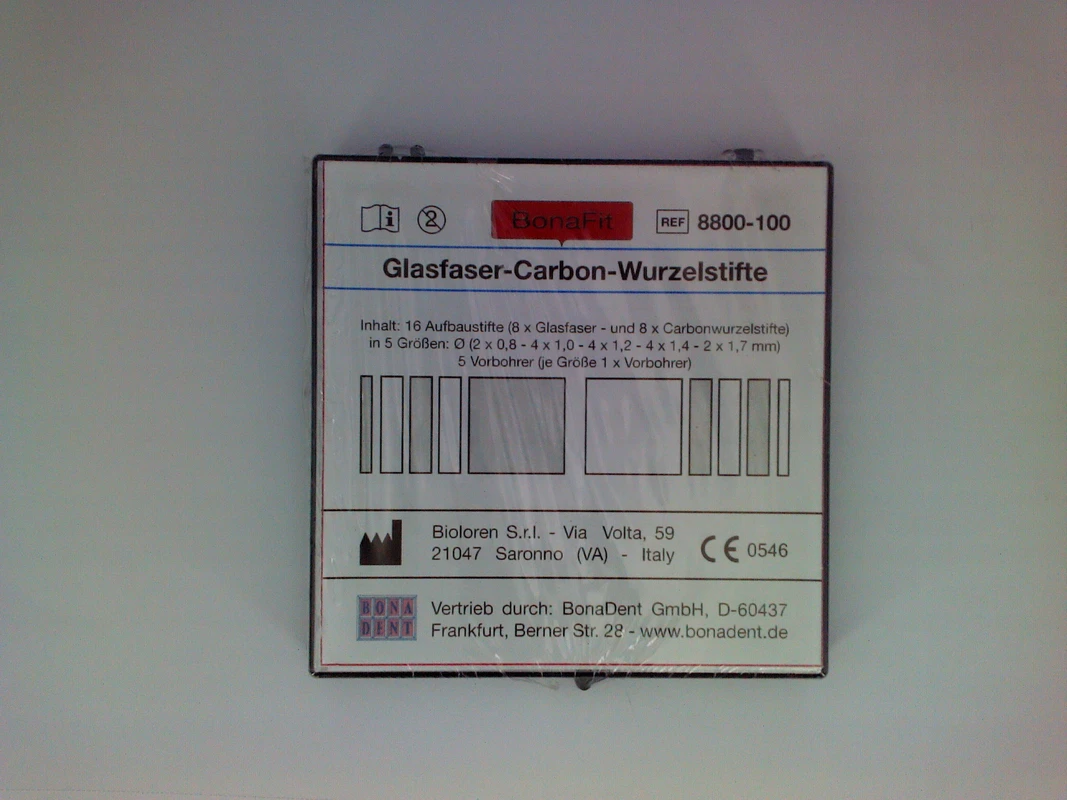 BonaFit
REF 8800-100
Glasfaser-Carbon-Wurzelstifte
Inhalt: 16 Aufbaustifte (8 x Glasfaser - und 8 x Carbonwurzelstifte)
in 5 Größen: Ø (2 x 0,8 - 4 x 1,0 - 4 x 1,2 - 4 x 1,4 - 2 x 1,7 mm)
5 Vorbohrer (je Größe 1 x Vorbohrer)
Bioloren S.r.l. - Via Volta, 59
21047 Saronno (VA) - Italy
CE 0546
BONA
DENT
Vertrieb durch: BonaDent GmbH, D-60437
Frankfurt, Berner Str. 28 - www.bonadent.de